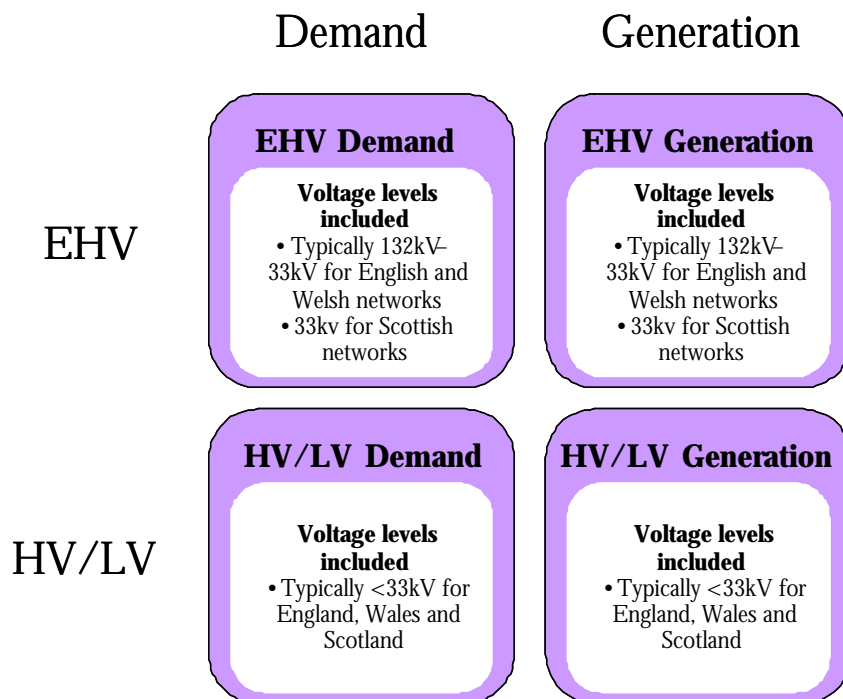 Demand Generation
EHV
EHV Demand
Voltage levels
included
• Typically 132kV–
33kV for English and
Welsh networks
• 33kv for Scottish
networks
EHV Generation
Voltage levels
included
• Typically 132kV–
33kV for English and
Welsh networks
• 33kv for Scottish
networks
HV/LV
HV/LV Demand
Voltage levels
included
• Typically <33kV for
England, Wales and
Scotland
HV/LV Generation
Voltage levels
included
• Typically <33kV for
England, Wales and
Scotland